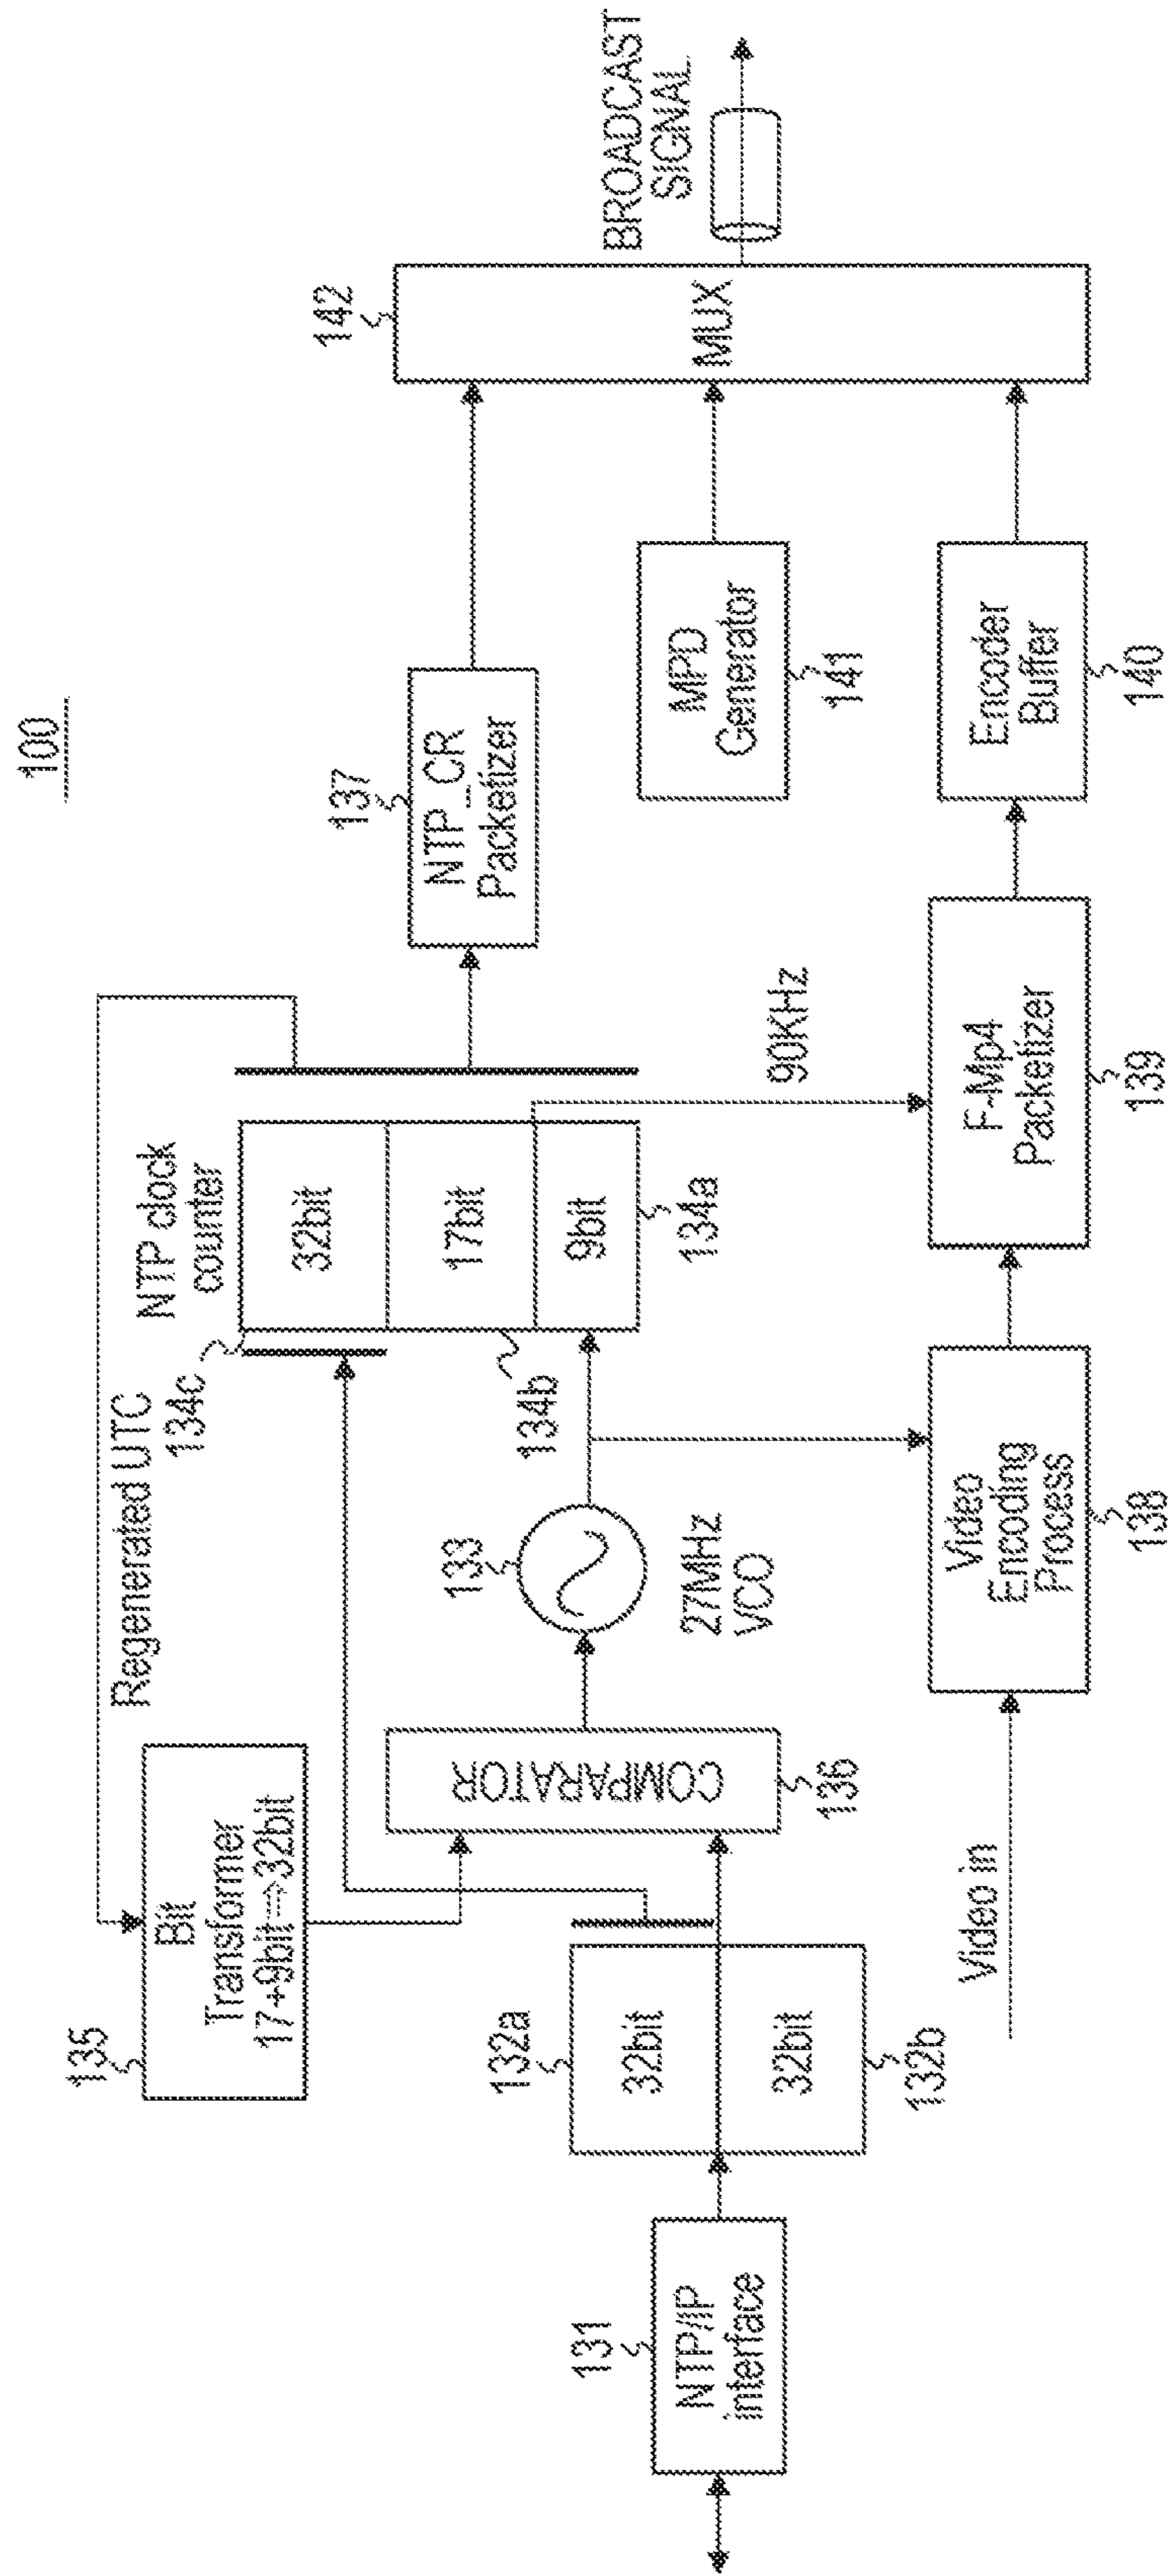 100
135
Bit
Transformer
17+9bit⇒32bit
Regenerated UTC
134c
NTP clock
counter
32bit
17bit
9bit
134b
134a
137
NTP_CR
Packetizer
142
MUX
BROADCAST
SIGNAL
131
NTP/IP
interface
132a
32bit
32bit
132b
COMPARATOR
136
133
27MHz
VCO
90KHz
MPD
Generator
141
Video in
Video
Encoding
Process
138
F-Mp4
Packetizer
139
Encoder
Buffer
140